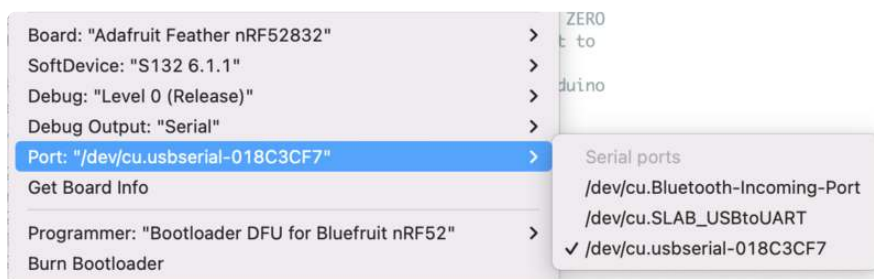 ZERO
Board: "Adafruit Feather nRF52832"
t to
SoftDevice: "S132 6.1.1"
duino
Debug: "Level 0 (Release)"
Debug Output: "Serial"
Port: "/dev/cu.usbserial-018C3CF7"
Get Board Info
Programmer: "Bootloader DFU for Bluefruit nRF52"
Burn Bootloader
Serial ports
/dev/cu.Bluetooth-Incoming-Port
/dev/cu.SLAB_USBtoUART
✓ /dev/cu.usbserial-018C3CF7